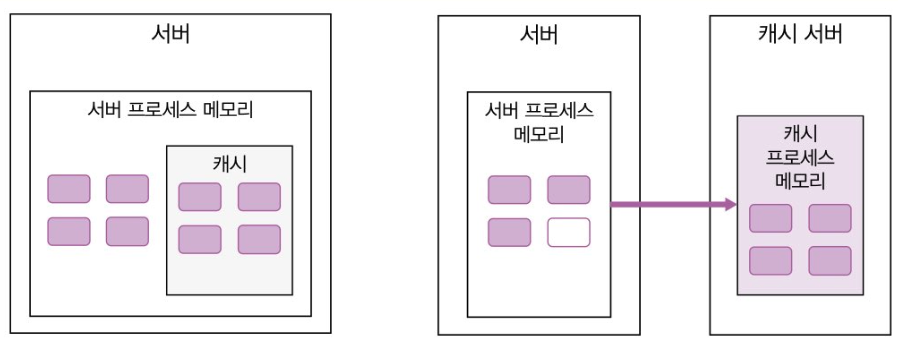 서버
서버 프로세스 메모리
캐시
서버
서버 프로세스
메모리
캐시 서버
캐시
프로세스
메모리